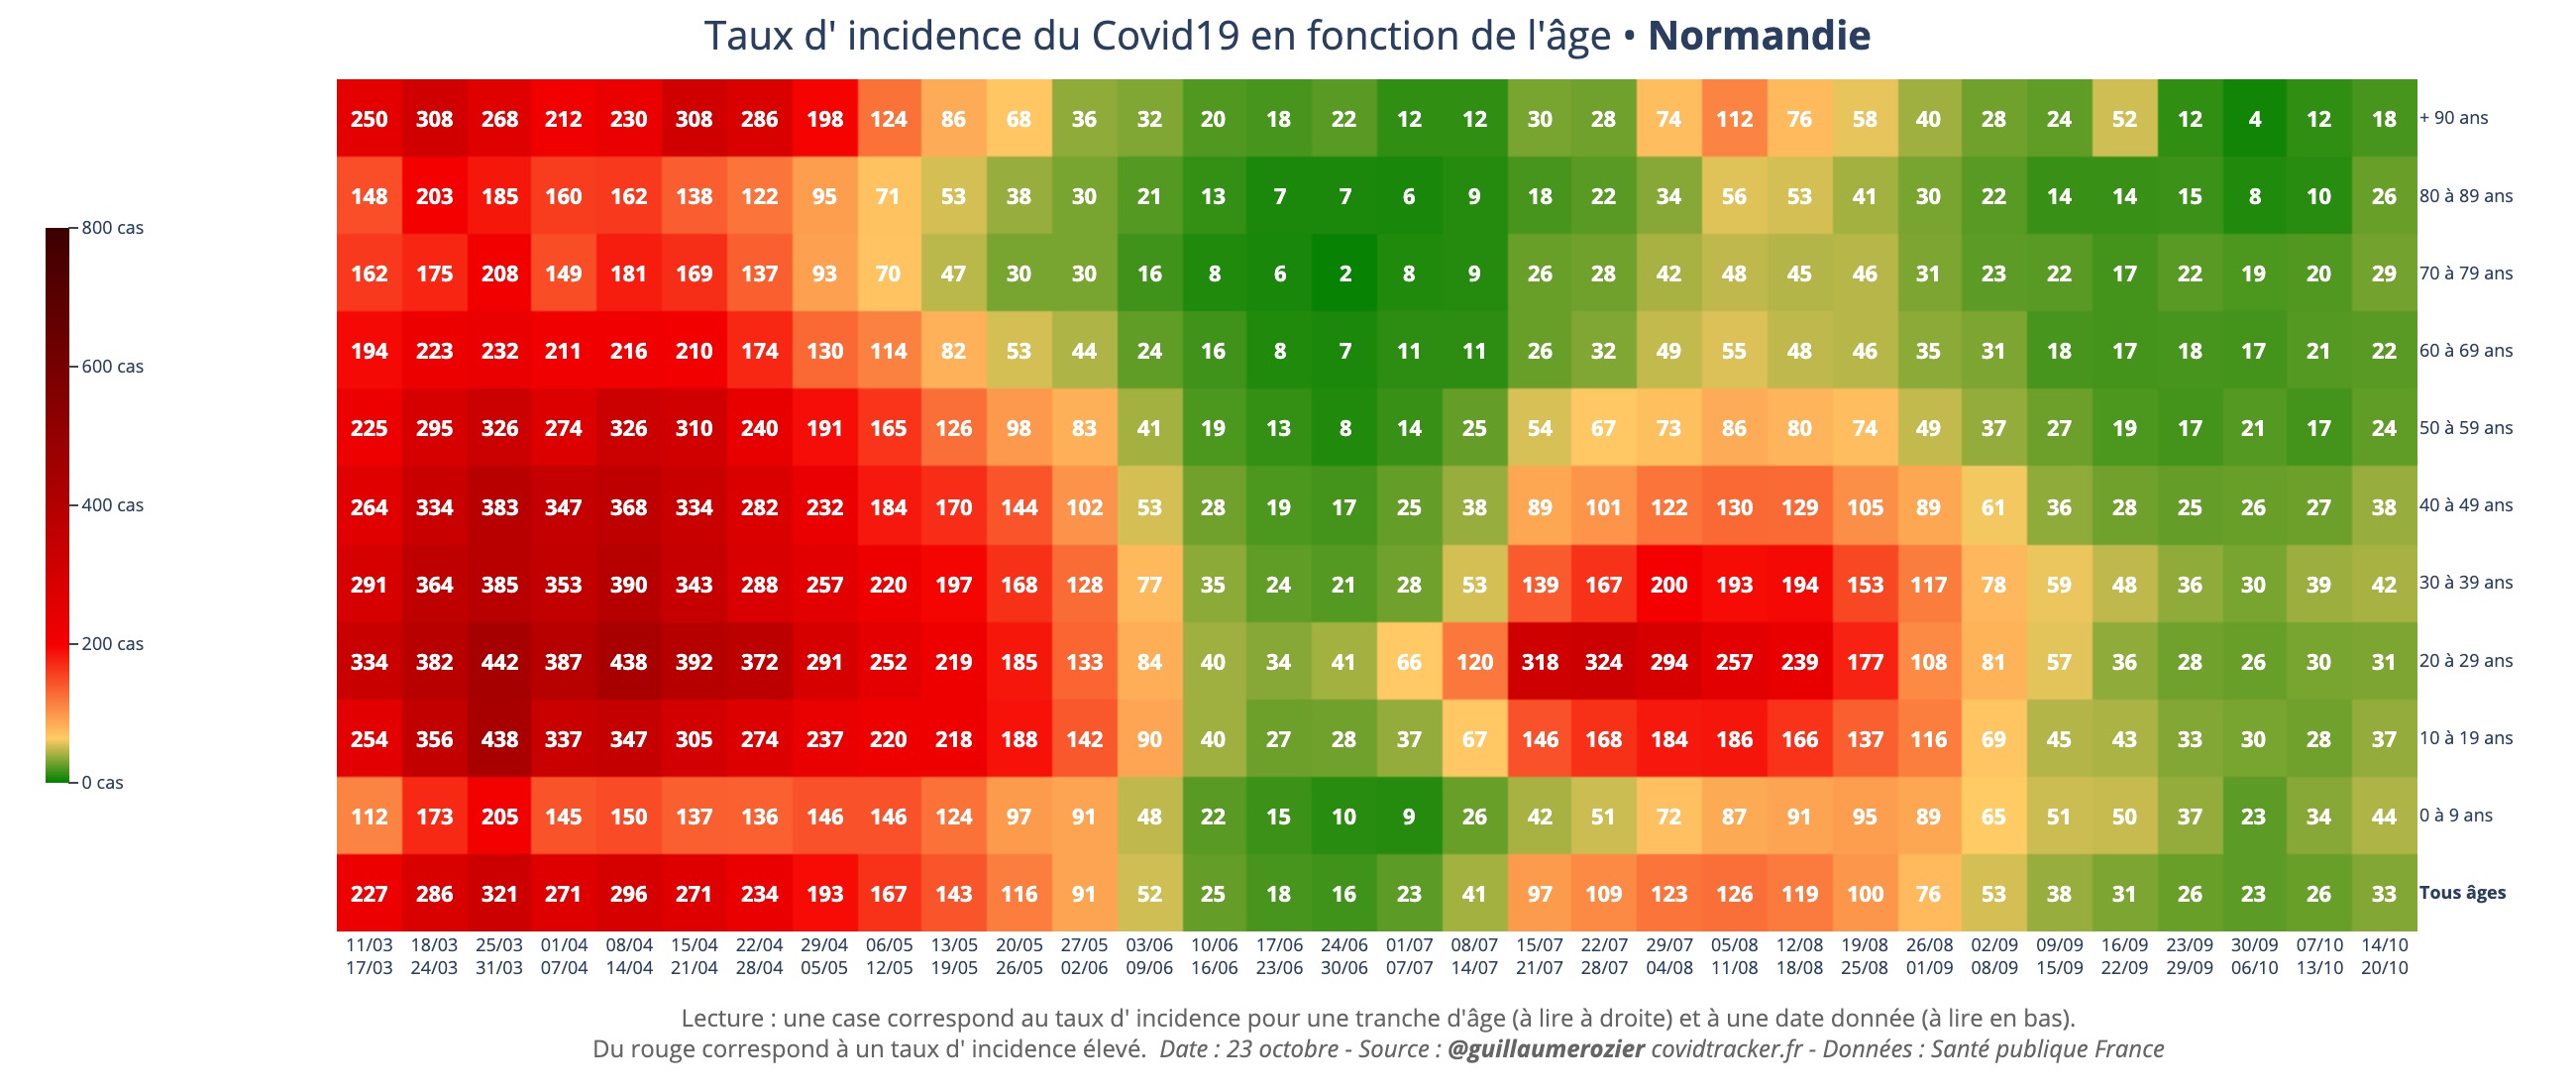 Taux d' incidence du Covid19 en fonction de l'âge • Normandie
250 308 268 212 230 308 286 198 124 86 68 36 32 20 18 22 12 12 30 28 74 112 76 58 40 28 24 52 12 4 12 18 + 90 ans
148 203 185 160 162 138 122 95 71 53 38 30 21 13 7 7 6 9 18 22 34 56 53 41 30 22 14 14 15 8 10 26 80 à 89 ans
800 cas
162 175 208 149 181 169 137 93 70 47 30 30 16 8 6 2 8 9 26 28 42 48 45 46 31 23 22 17 22 19 20 29 70 à 79 ans
194 223 232 211 216 210 174 130 114 82 53 44 24 16 8 7 11 11 26 32 49 55 48 46 35 31 18 17 18 17 21 22 60 à 69 ans
600 cas
225 295 326 274 326 310 240 191 165 126 98 83 41 19 13 8 14 25 54 67 73 86 80 74 49 37 27 19 17 21 17 24 50 à 59 ans
400 cas
264 334 383 347 368 334 282 232 184 170 144 102 53 28 19 17 25 38 89 101 122 130 129 105 89 61 36 28 25 26 27 38 40 à 49 ans
291 364 385 353 390 343 288 257 220 197 168 128 77 35 24 21 28 53 139 167 200 193 194 153 117 78 59 48 36 30 39 42 30 à 39 ans
200 cas
334 382 442 387 438 392 372 291 252 219 185 133 84 40 34 41 66 120 318 324 294 257 239 177 108 81 57 36 28 26 30 31 20 à 29 ans
254 356 438 337 347 305 274 237 220 218 188 142 90 40 27 28 37 67 146 168 184 186 166 137 116 69 45 43 33 30 28 37 10 à 19 ans
0 cas
112 173 205 145 150 137 136 146 146 124 97 91 48 22 15 10 9 26 42 51 72 87 91 95 89 65 51 50 37 23 34 44 0 à 9 ans
227 286 321 271 296 271 234 193 167 143 116 91 52 25 18 16 23 41 97 109 123 126 119 100 76 53 38 31 26 23 26 33 Tous âges
11/03 18/03 25/03 01/04 08/04 15/04 22/04 29/04 06/05 13/05 20/05 27/05 03/06 10/06 17/06 24/06 01/07 08/07 15/07 22/07 29/07 05/08 12/08 19/08 26/08 02/09 09/09 16/09 23/09 30/09 07/10 14/10
17/03 24/03 31/03 07/04 14/04 21/04 28/04 05/05 12/05 19/05 26/05 02/06 09/06 16/06 23/06 30/06 07/07 14/07 21/07 28/07 04/08 11/08 18/08 25/08 01/09 08/09 15/09 22/09 29/09 06/10 13/10 20/10
Lecture : une case correspond au taux d' incidence pour une tranche d'âge (à lire à droite) et à une date donnée (à lire en bas).
Du rouge correspond à un taux d' incidence élevé. Date : 23 octobre - Source : @guillaumerozier covidtracker.fr - Données : Santé publique France